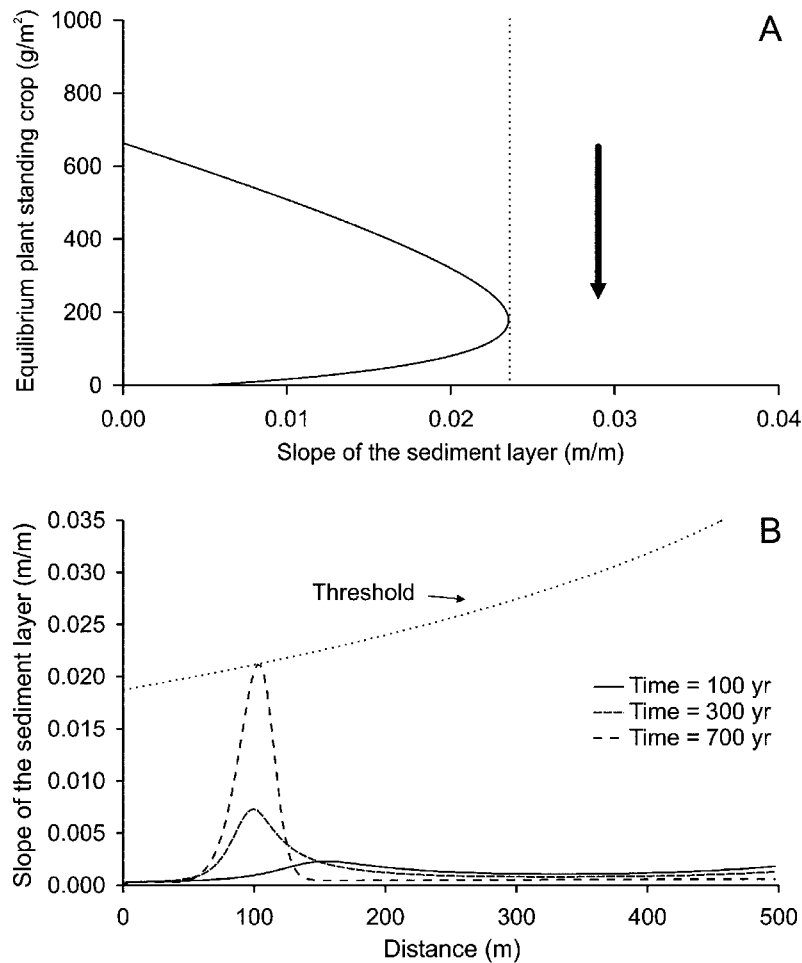 A
Equilibrium plant standing crop (g/m²)
1000
800
600
400
200
0
0.00 0.01 0.02 0.03 0.04
Slope of the sediment layer (m/m)
B
Slope of the sediment layer (m/m)
0.035
0.030
0.025
0.020
0.015
0.010
0.005
0.000
Threshold
Time = 100 yr
Time = 300 yr
Time = 700 yr
0 100 200 300 400 500
Distance (m)